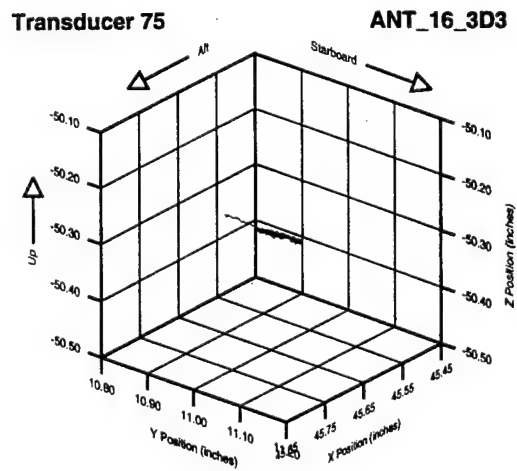 Transducer 75
ANT_16_3D3
Aft
Starboard
Up
-50.10
-50.20
-50.30
-50.40
-50.50
-50.10
-50.20
-50.30
-50.40
-50.50
Z Position (inches)
10.80
10.90
11.00
11.10
Y Position (inches)
45.75
45.65
45.55
45.45
X Position (inches)